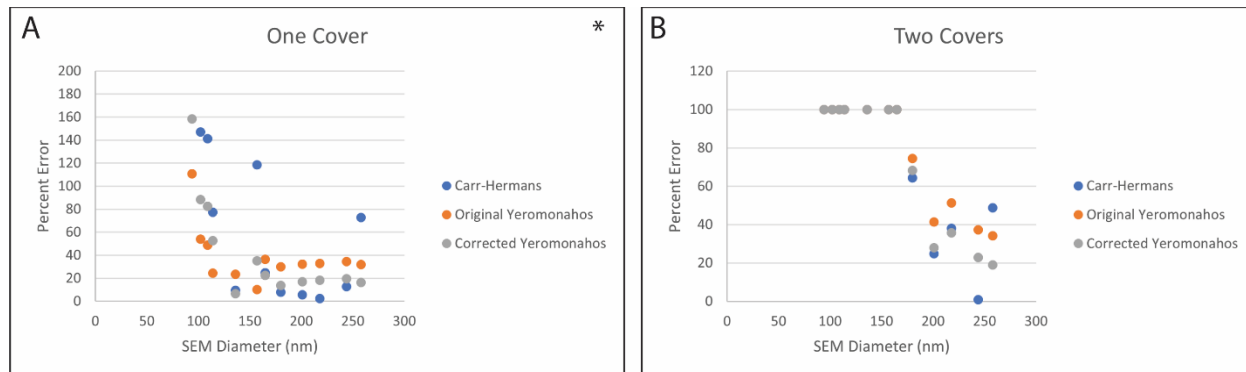 A
One Cover
*
Percent Error
200
180
160
140
120
100
80
60
40
20
0
0 50 100 150 200 250 300
SEM Diameter (nm)
Carr-Hermans
Original Yeromonahos
Corrected Yeromonahos
B
Two Covers
Percent Error
120
100
80
60
40
20
0
0 50 100 150 200 250 300
SEM Diameter (nm)
Carr-Hermans
Original Yeromonahos
Corrected Yeromonahos